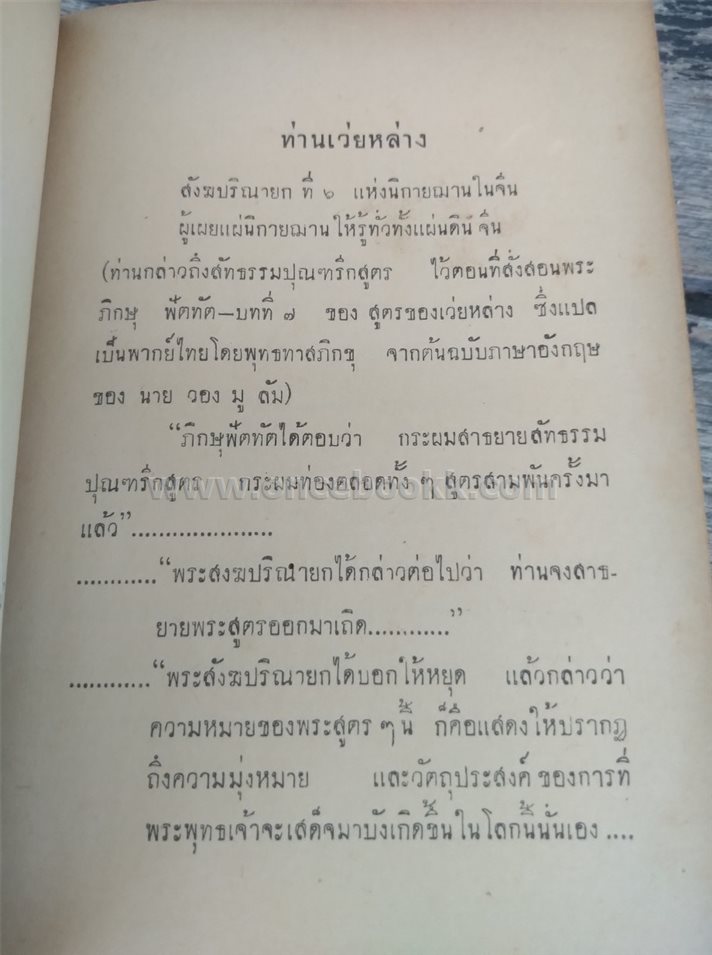 ท่านเว่ยหล่าง
สังฆปริณายก ที่ ๖ แห่งนิกายฌานในจีน
ผู้เผยแผ่นิกายฌานให้รู้ทั่วทั้งแผ่นดินจีน
(ท่านกล่าวถึงสัทธรรมปุณฑรีกสูตร ไว้ตอนที่สั่งสอนพระ
ภิกษุ ฟัตทัต—บทที่ ๗ ของ สูตรของเว่ยหล่าง ซึ่งแปล
เป็นพากย์ไทยโดยพุทธทาสภิกขุ จากต้นฉบับภาษาอังกฤษ
ของ นาย วอง มู ลัม)
“ภิกษุฟัตทัตได้ตอบว่า กระผมสาธยายสัทธรรม
ปุณฑรีกสูตร กระผมท่องตลอดทั้ง ๆ สูตรสามพันครั้งมา
www.oncebookk.com
แล้ว”.....................
............“พระสงฆปริณายกได้กล่าวต่อไปว่า ท่านจงสาธ-
ยายพระสูตรออกมาเถิด............”
............“พระสังฆปริณายกได้บอกให้หยุด แล้วกล่าวว่า
ความหมายของพระสูตร ๆ นี้ ก็คือแสดงให้ปรากฏ
ถึงความมุ่งหมาย และวัตถุประสงค์ ของการที่
พระพุทธเจ้าจะเสด็จมาบังเกิดขึ้นในโลกนี้นั่นเอง ....